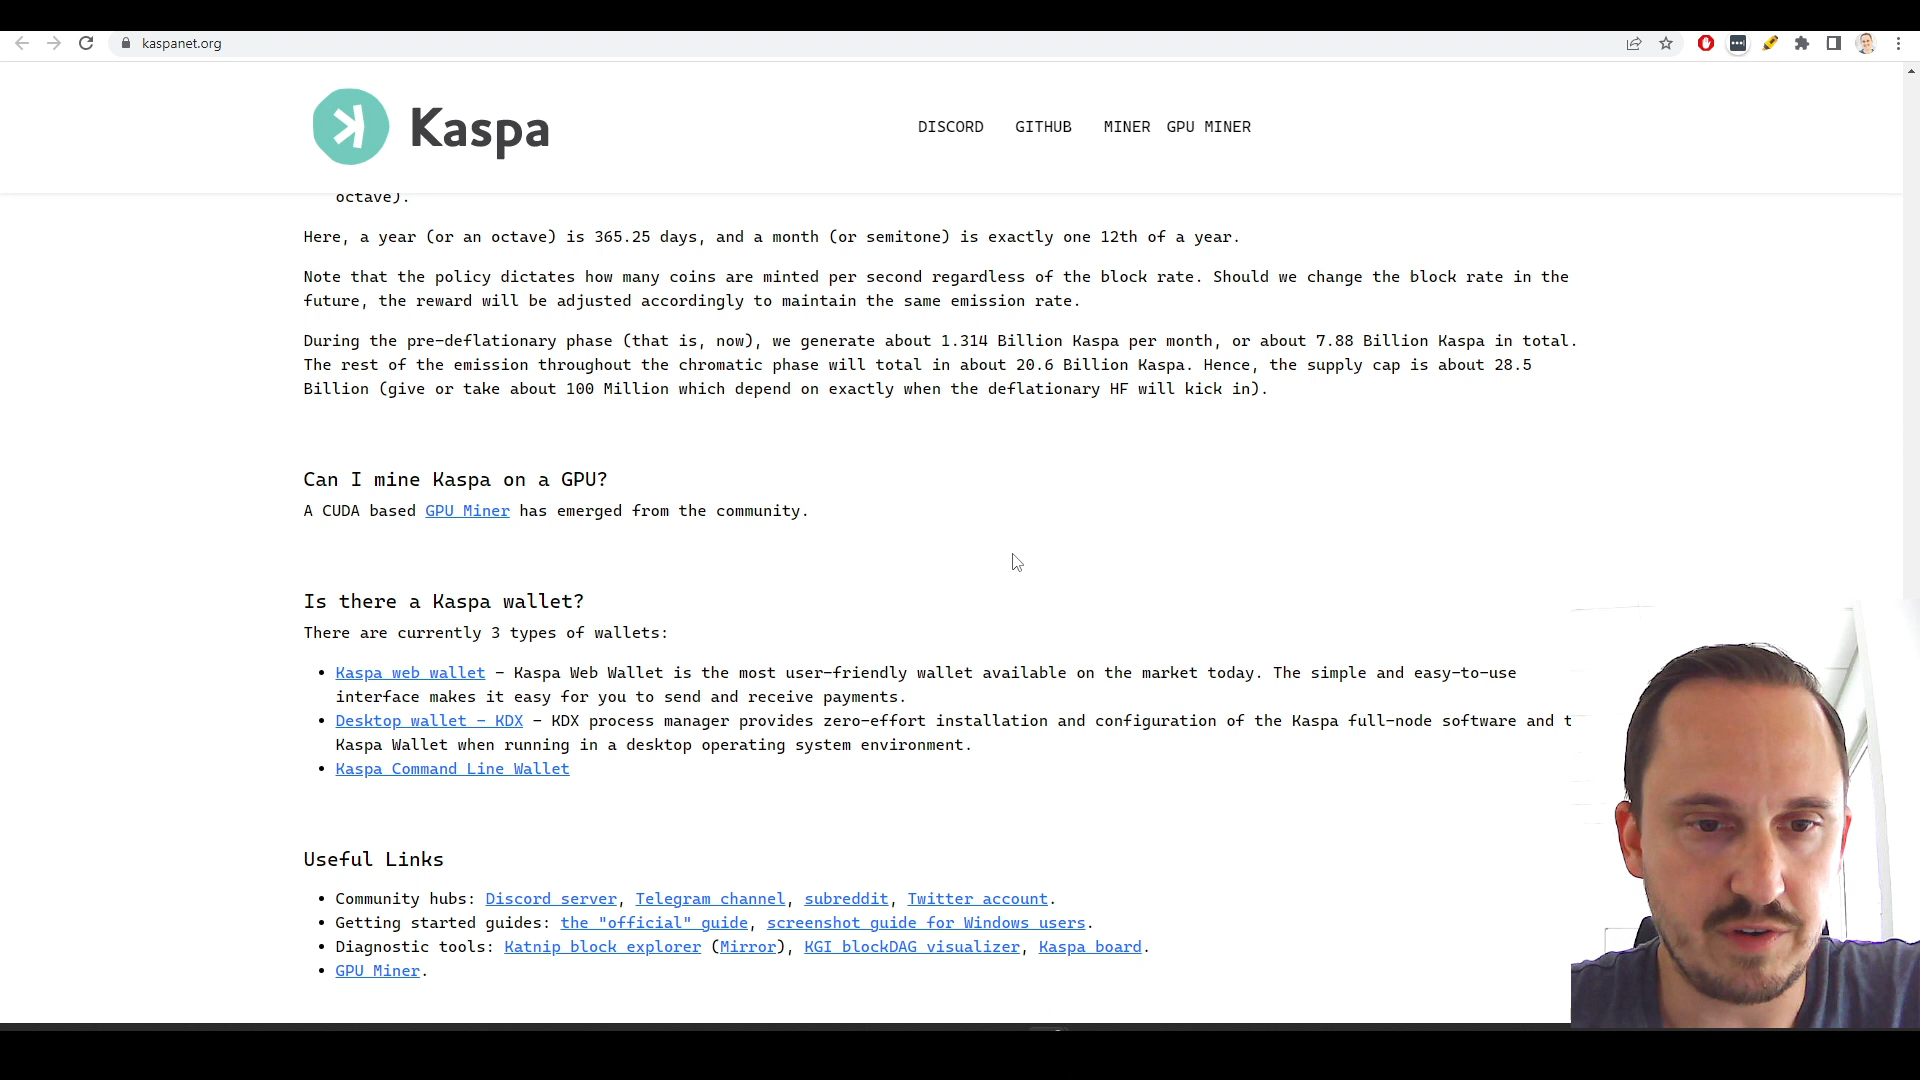 kaspanet.org
Kaspa
DISCORD GITHUB MINER GPU MINER
octave).
Here, a year (or an octave) is 365.25 days, and a month (or semitone) is exactly one 12th of a year.
Note that the policy dictates how many coins are minted per second regardless of the block rate. Should we change the block rate in the
future, the reward will be adjusted accordingly to maintain the same emission rate.
During the pre-deflationary phase (that is, now), we generate about 1.314 Billion Kaspa per month, or about 7.88 Billion Kaspa in total.
The rest of the emission throughout the chromatic phase will total in about 20.6 Billion Kaspa. Hence, the supply cap is about 28.5
Billion (give or take about 100 Million which depend on exactly when the deflationary HF will kick in).
Can I mine Kaspa on a GPU?
A CUDA based GPU Miner has emerged from the community.
Is there a Kaspa wallet?
There are currently 3 types of wallets:
• Kaspa web wallet - Kaspa Web Wallet is the most user-friendly wallet available on the market today. The simple and easy-to-use
interface makes it easy for you to send and receive payments.
• Desktop wallet - KDX - KDX process manager provides zero-effort installation and configuration of the Kaspa full-node software and t
Kaspa Wallet when running in a desktop operating system environment.
• Kaspa Command Line Wallet
Useful Links
• Community hubs: Discord server, Telegram channel, subreddit, Twitter account.
• Getting started guides: the "official" guide, screenshot guide for Windows users.
• Diagnostic tools: Katnip block explorer (Mirror), KGI blockDAG visualizer, Kaspa board.
• GPU Miner.